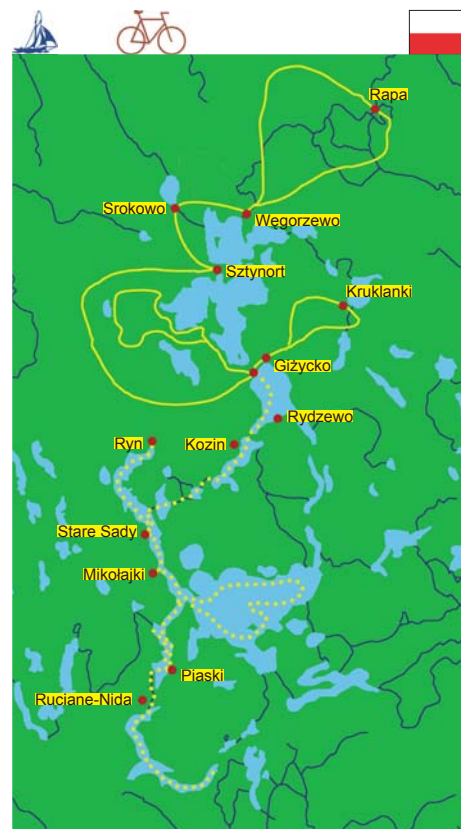 Rapa
Srokowo
Węgorzewo
Sztynort
Kruklanki
Giżycko
Rydzewo
Ryn
Kozin
Stare Sady
Mikołajki
Piaski
Ruciane-Nida